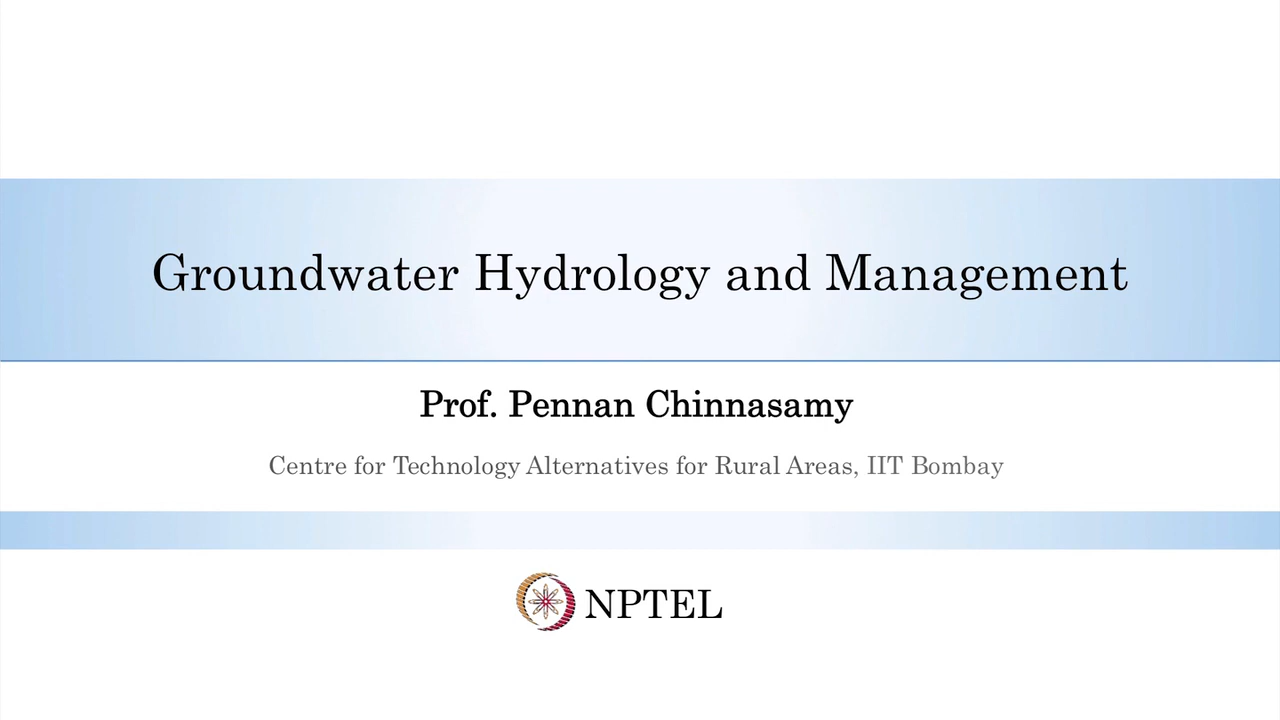 Groundwater Hydrology and Management
Prof. Pennan Chinnasamy
Centre for Technology Alternatives for Rural Areas, IIT Bombay
NPTEL